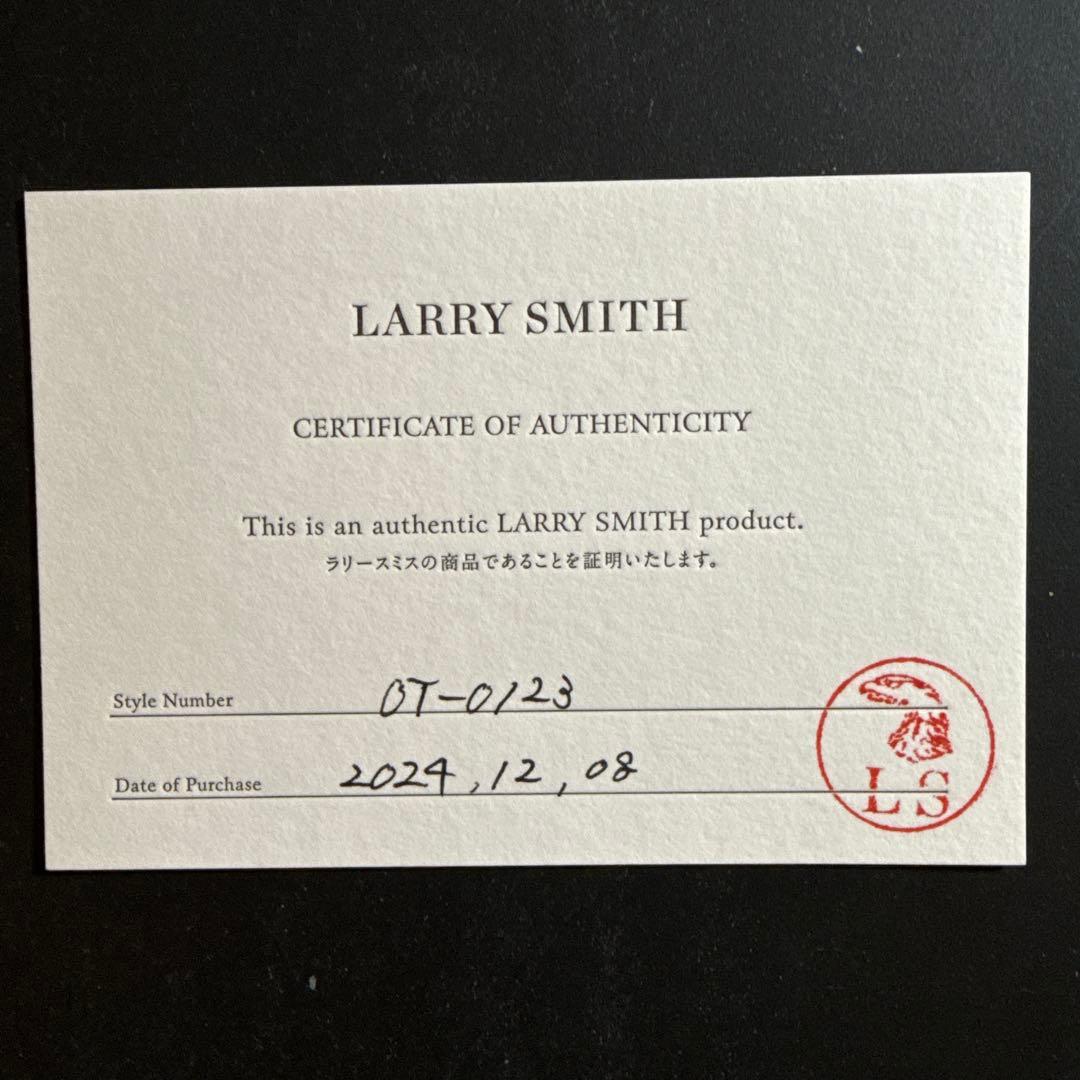 LARRY SMITH
CERTIFICATE OF AUTHENTICITY
This is an authentic LARRY SMITH product.
ラリースミスの商品であることを証明いたします。
Style Number OT-0123
Date of Purchase 2024,12,08
LS